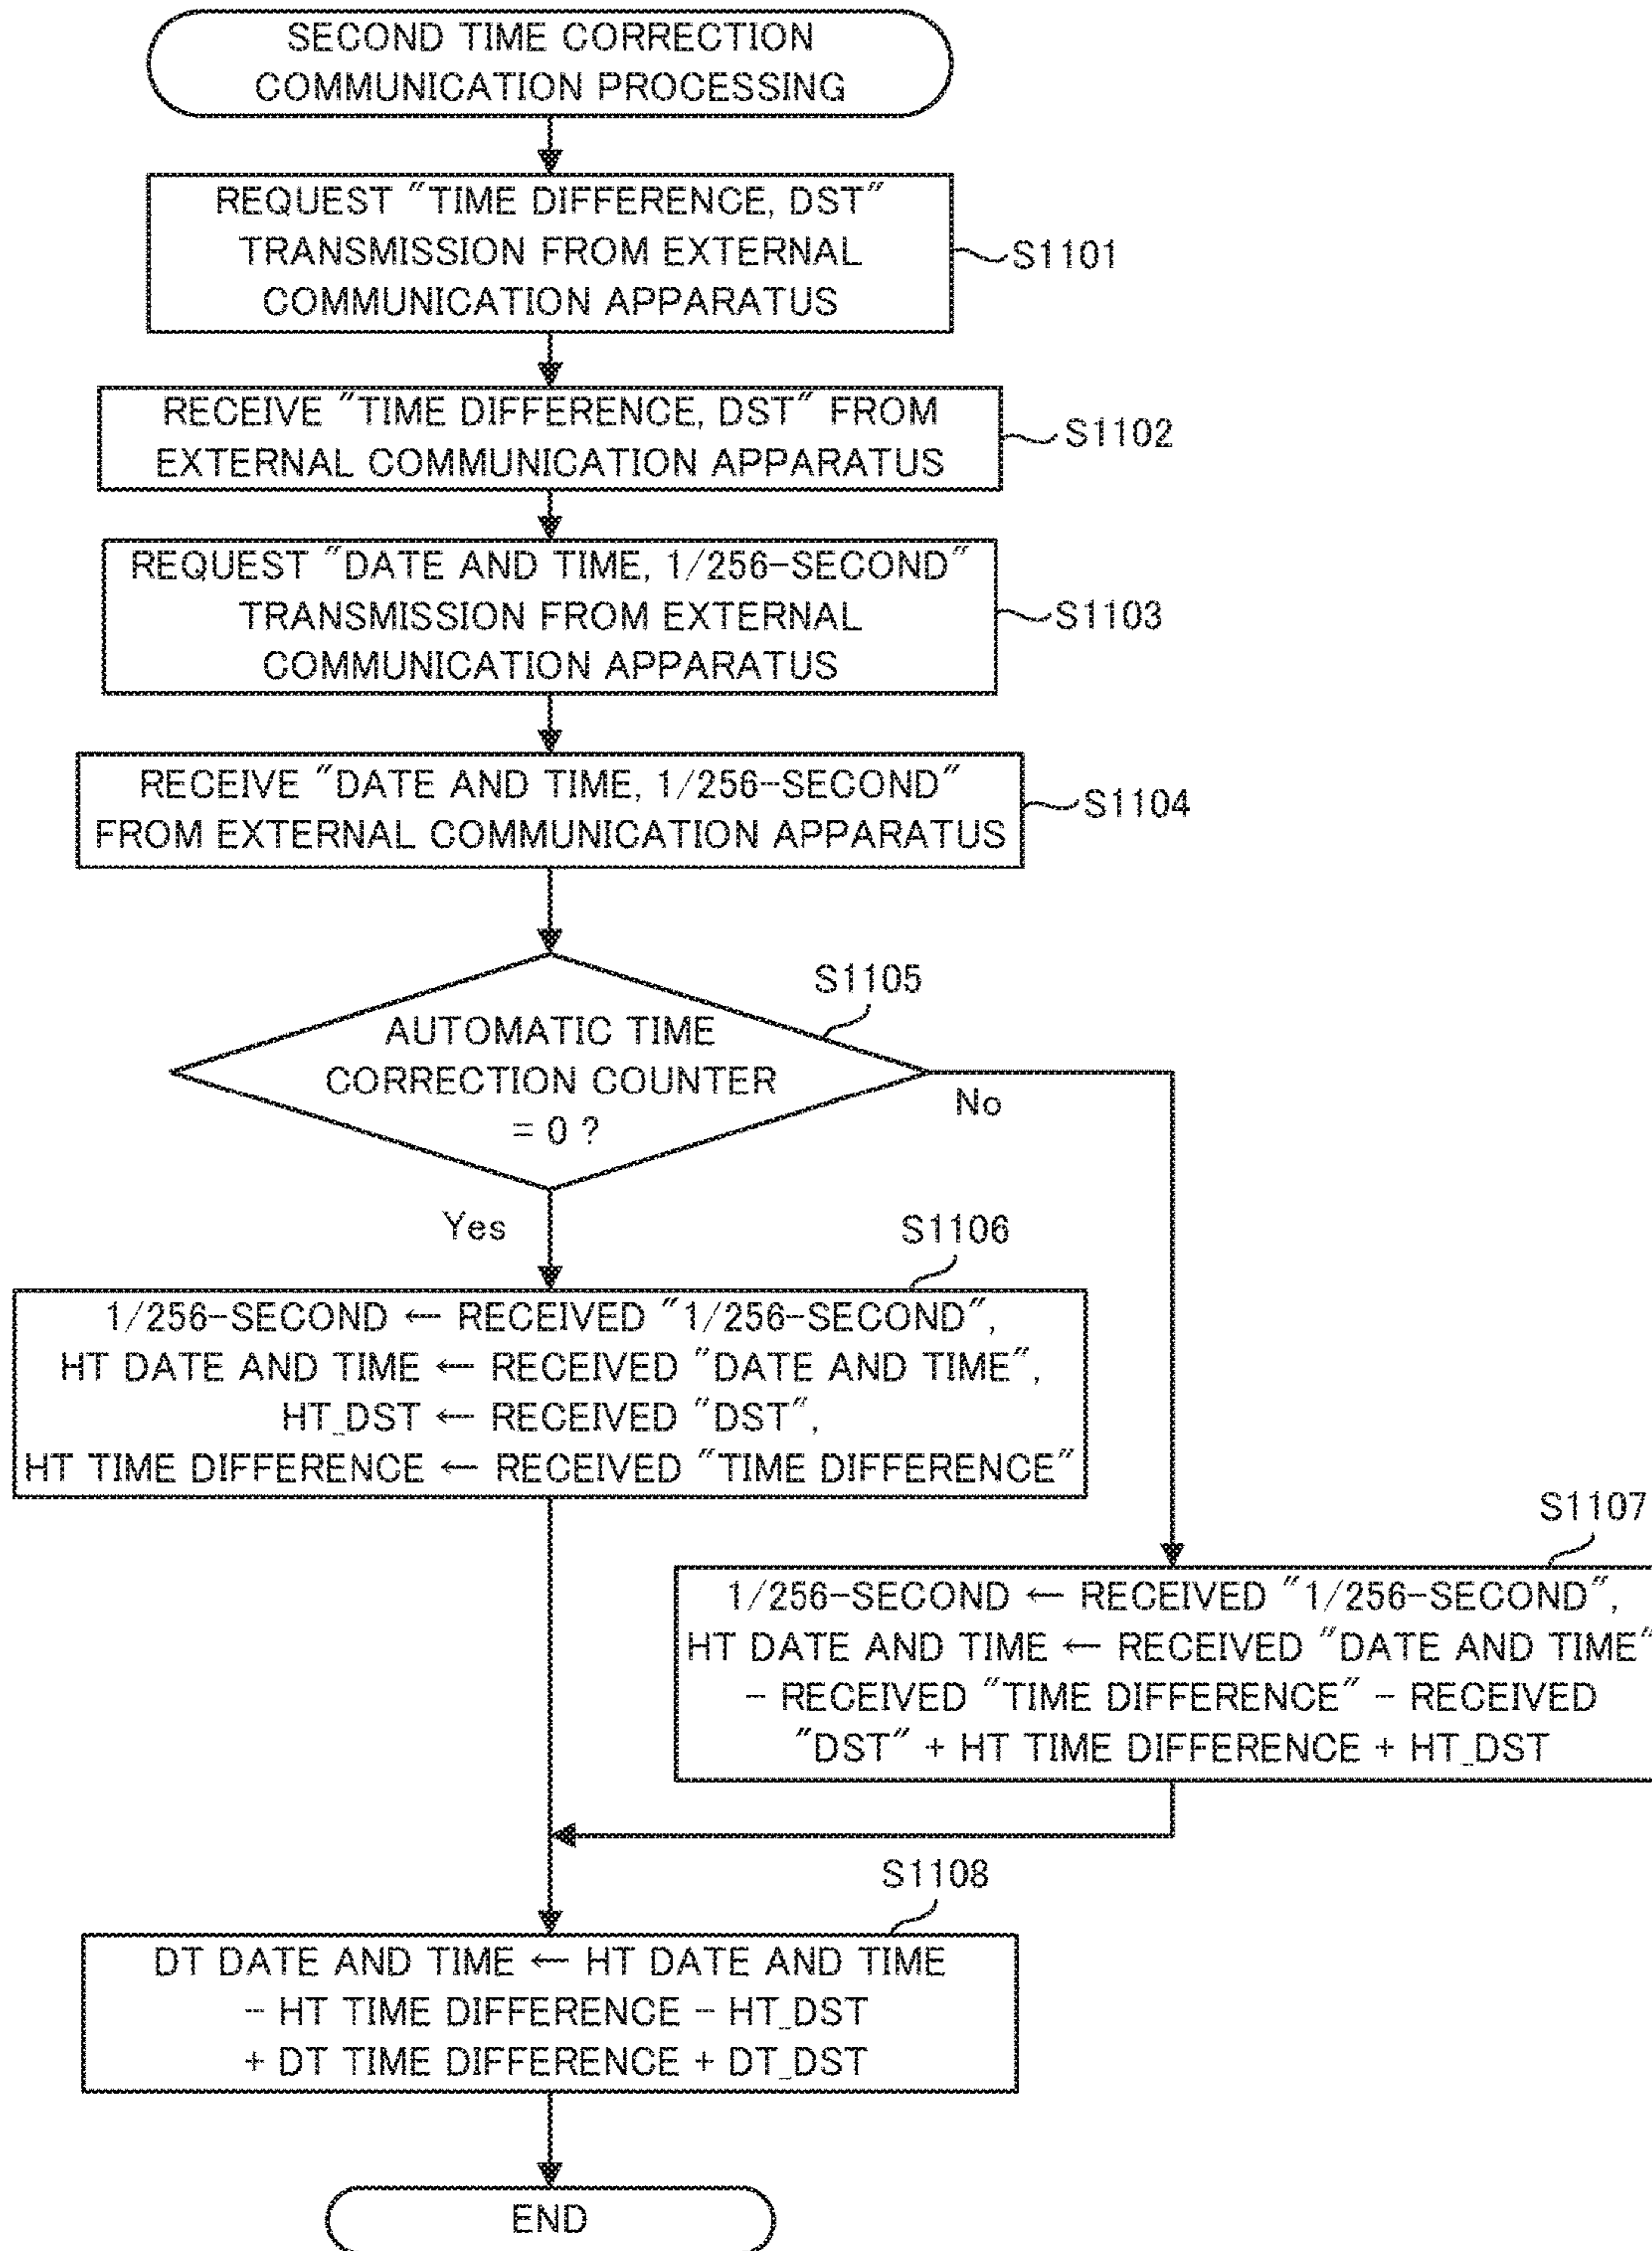 SECOND TIME CORRECTION
COMMUNICATION PROCESSING
REQUEST "TIME DIFFERENCE, DST"
TRANSMISSION FROM EXTERNAL
COMMUNICATION APPARATUS
S1101
RECEIVE "TIME DIFFERENCE, DST" FROM
EXTERNAL COMMUNICATION APPARATUS
S1102
REQUEST "DATE AND TIME, 1/256-SECOND"
TRANSMISSION FROM EXTERNAL
COMMUNICATION APPARATUS
S1103
RECEIVE "DATE AND TIME, 1/256-SECOND"
FROM EXTERNAL COMMUNICATION APPARATUS
S1104
S1105
AUTOMATIC TIME
CORRECTION COUNTER
= 0 ?
No
Yes
S1106
1/256-SECOND ← RECEIVED "1/256-SECOND",
HT DATE AND TIME ← RECEIVED "DATE AND TIME",
HT_DST ← RECEIVED "DST",
HT TIME DIFFERENCE ← RECEIVED "TIME DIFFERENCE"
S1107
1/256-SECOND ← RECEIVED "1/256-SECOND",
HT DATE AND TIME ← RECEIVED "DATE AND TIME"
- RECEIVED "TIME DIFFERENCE" - RECEIVED
"DST" + HT TIME DIFFERENCE + HT_DST
S1108
DT DATE AND TIME ← HT DATE AND TIME
- HT TIME DIFFERENCE - HT_DST
+ DT TIME DIFFERENCE + DT_DST
END